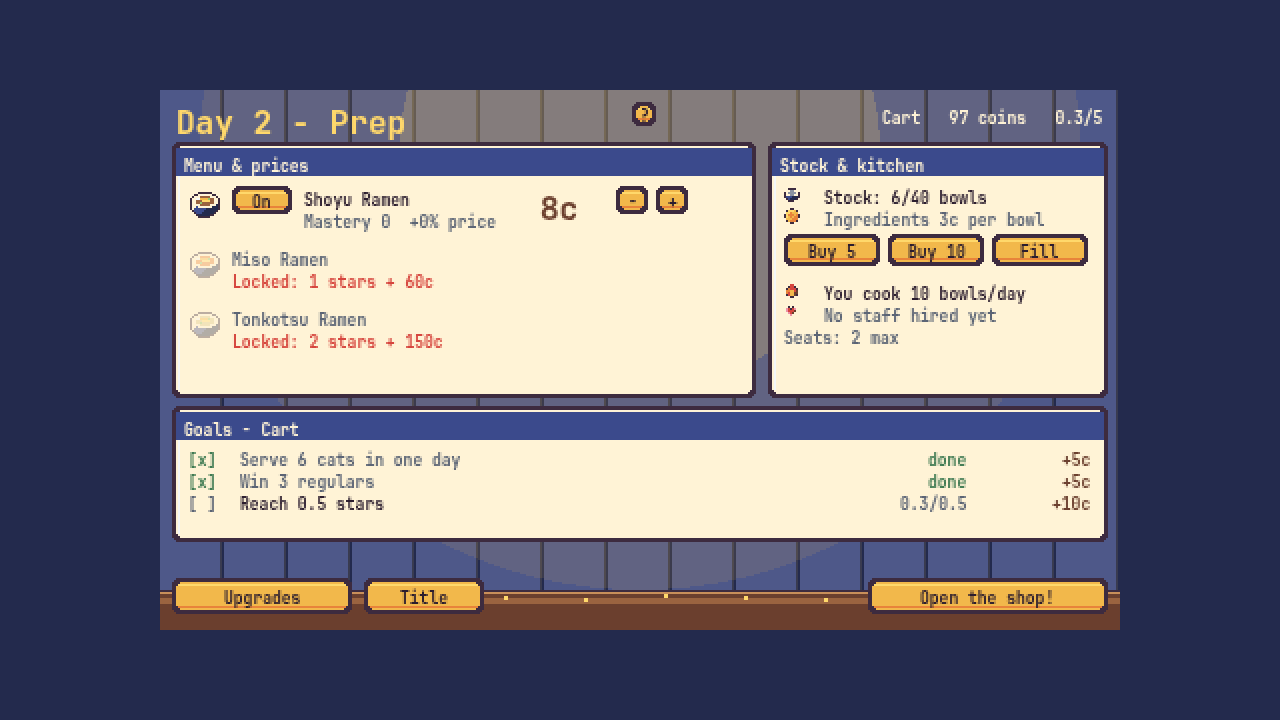 Day 2 - Prep
?
Cart 97 coins 0.3/5
Menu & prices
On Shoyu Ramen 8c - +
Mastery 0 +0% price
Miso Ramen
Locked: 1 stars + 60c
Tonkotsu Ramen
Locked: 2 stars + 150c
Stock & kitchen
Stock: 6/40 bowls
Ingredients 3c per bowl
Buy 5 Buy 10 Fill
You cook 10 bowls/day
No staff hired yet
Seats: 2 max
Goals - Cart
[x] Serve 6 cats in one day done +5c
[x] Win 3 regulars done +5c
[ ] Reach 0.5 stars 0.3/0.5 +10c
Upgrades Title Open the shop!